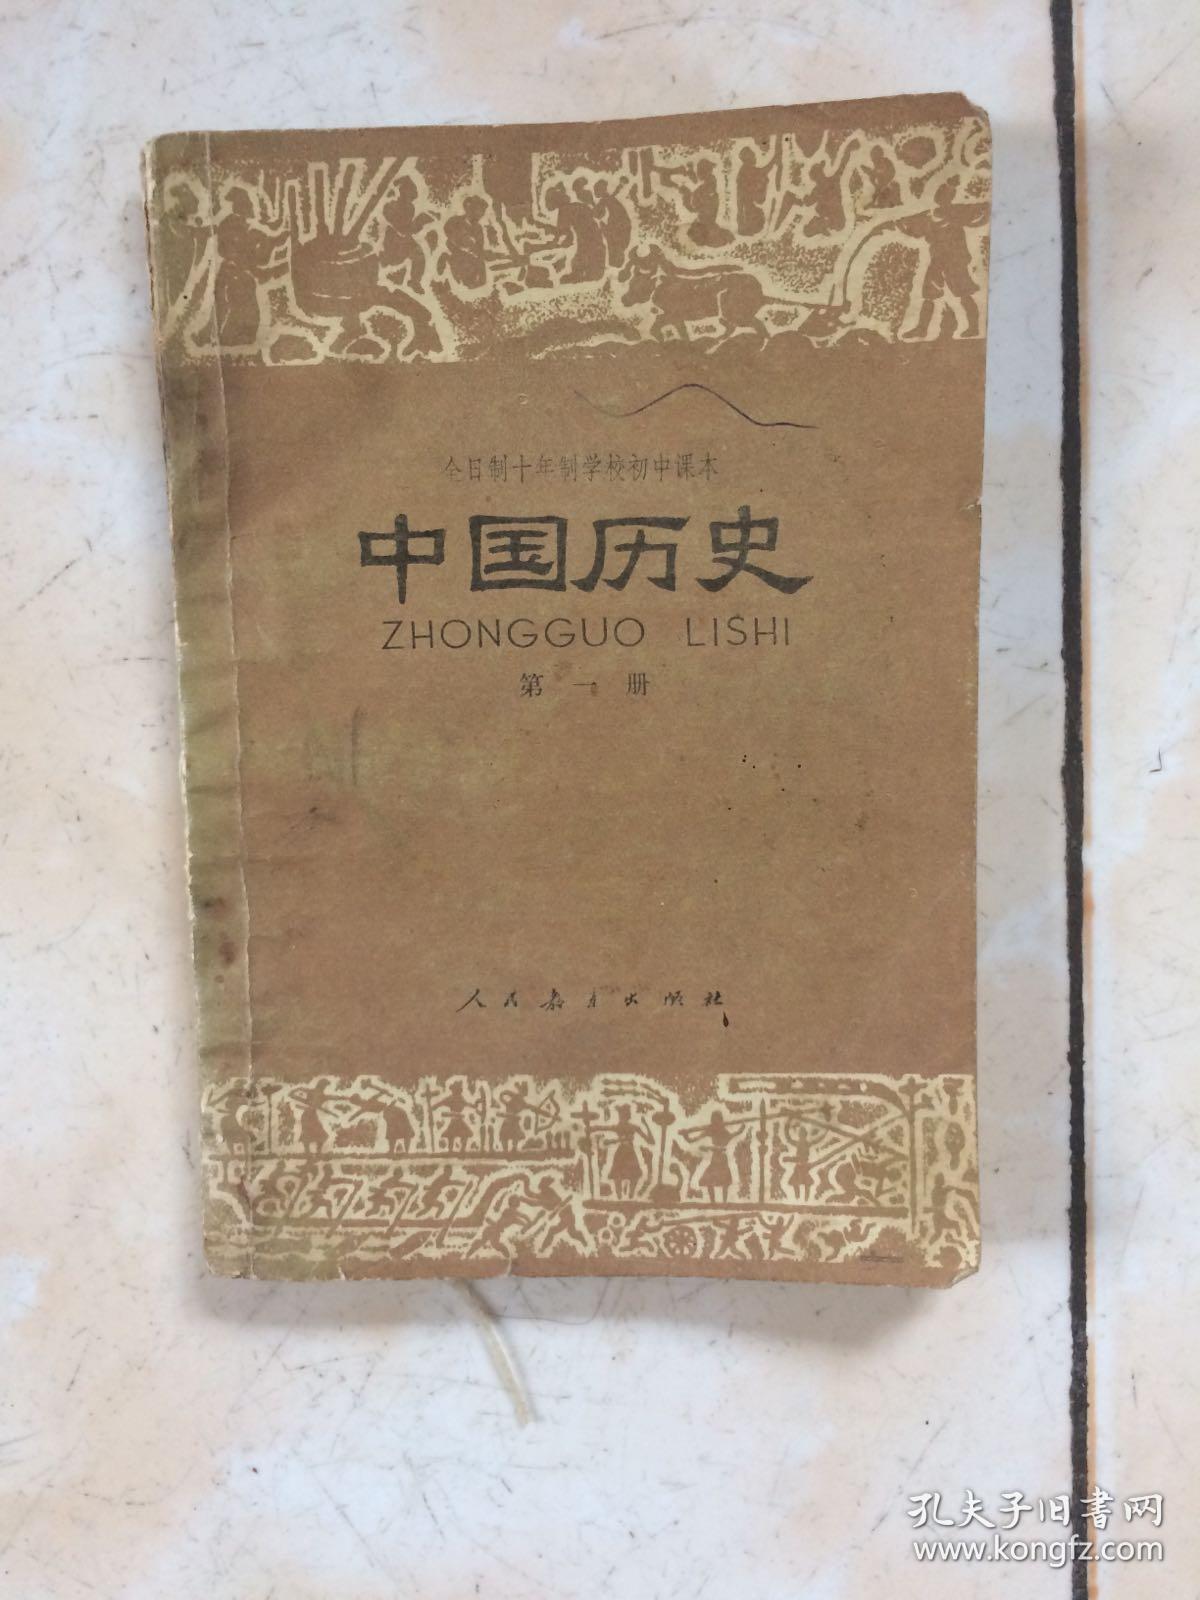 全日制十年制学校初中课本
中国历史
ZHONGGUO LISHI
第一册
人民教育出版社
孔夫子旧書网
www.kongfz.com